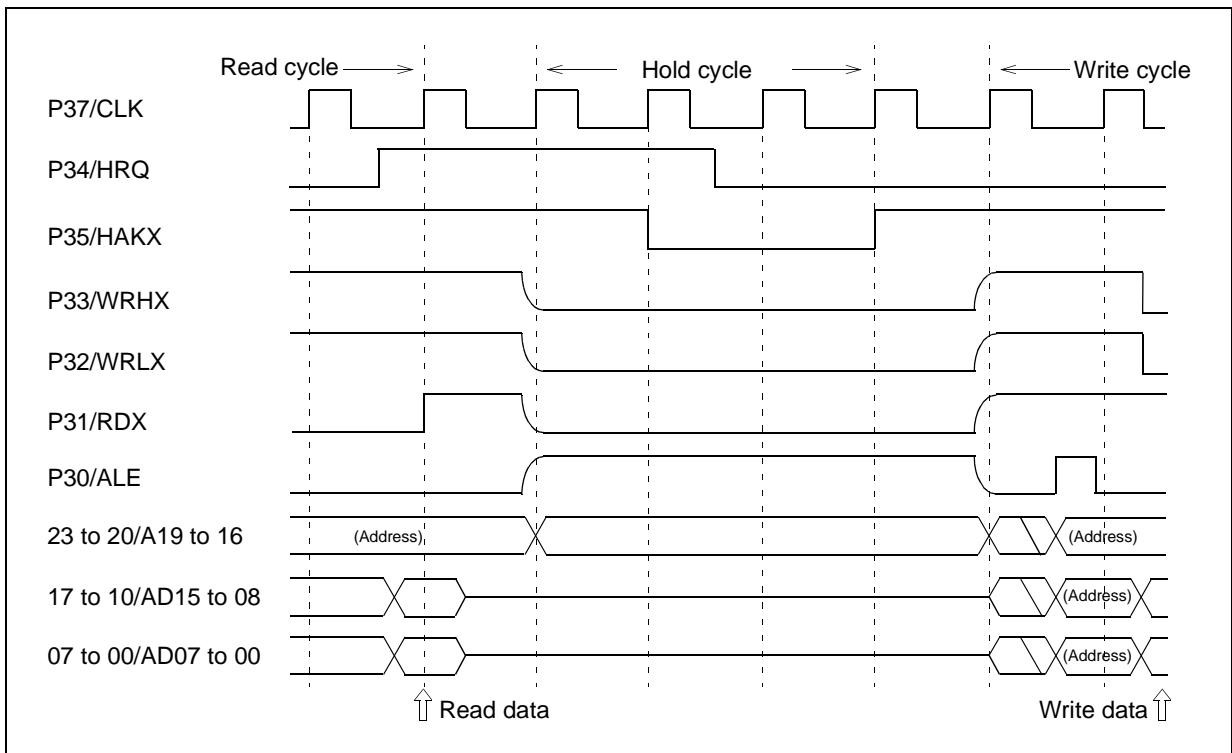 Read cycle Hold cycle Write cycle
P37/CLK
P34/HRQ
P35/HAKX
P33/WRHX
P32/WRLX
P31/RDX
P30/ALE
23 to 20/A19 to 16 (Address) (Address)
17 to 10/AD15 to 08 (Address)
07 to 00/AD07 to 00 (Address)
Read data Write data